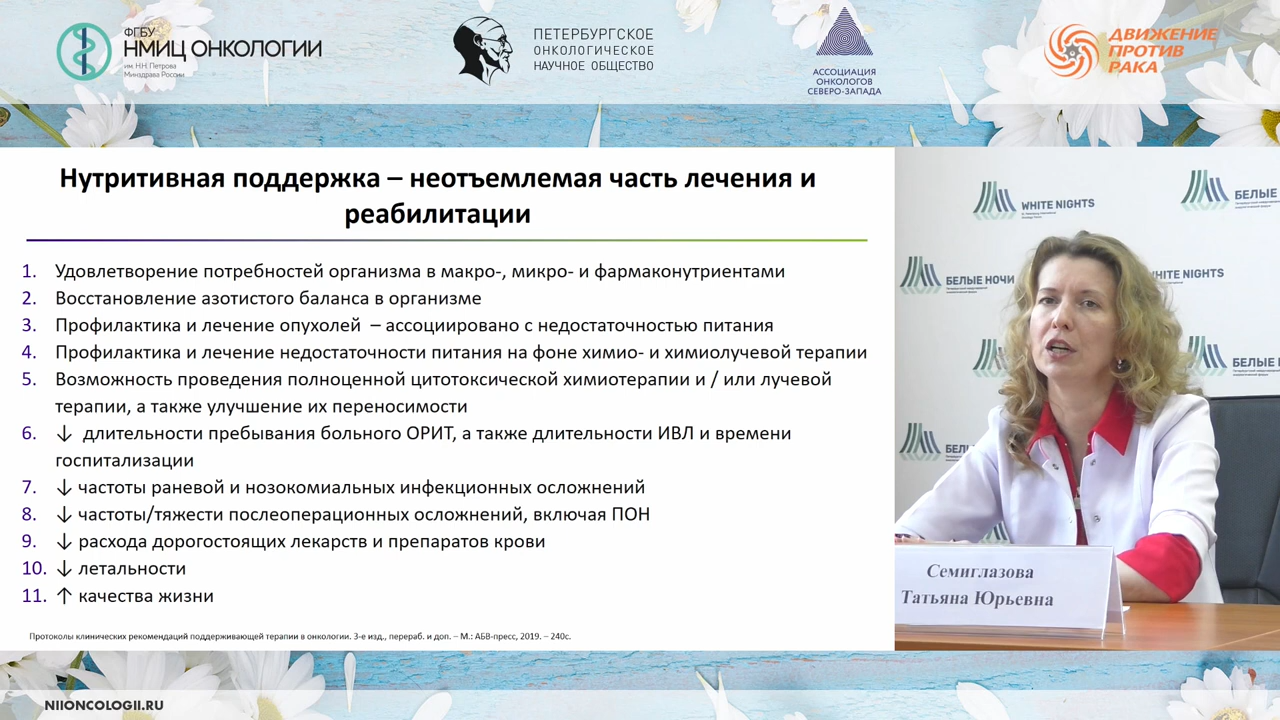 ФГБУ
НМИЦ ОНКОЛОГИИ
им. Н.Н. Петрова
Минздрава России
ПЕТЕРБУРГСКОЕ
ОНКОЛОГИЧЕСКОЕ
НАУЧНОЕ ОБЩЕСТВО
АССОЦИАЦИЯ
ОНКОЛОГОВ
СЕВЕРО-ЗАПАДА
ДВИЖЕНИЕ
ПРОТИВ
РАКА
Нутритивная поддержка – неотъемлемая часть лечения и
реабилитации
1. Удовлетворение потребностей организма в макро-, микро- и фармаконутриентами
2. Восстановление азотистого баланса в организме
3. Профилактика и лечение опухолей – ассоциировано с недостаточностью питания
4. Профилактика и лечение недостаточности питания на фоне химио- и химиолучевой терапии
5. Возможность проведения полноценной цитотоксической химиотерапии и / или лучевой
терапии, а также улучшение их переносимости
6. ↓ длительности пребывания больного ОРИТ, а также длительности ИВЛ и времени
госпитализации
7. ↓ частоты раневой и нозокомиальных инфекционных осложнений
8. ↓ частоты/тяжести послеоперационных осложнений, включая ПОН
9. ↓ расхода дорогостоящих лекарств и препаратов крови
10. ↓ летальности
11. ↑ качества жизни
Протоколы клинических рекомендаций поддерживающей терапии в онкологии. 3-е изд., перераб. и доп. – М.: АБВ-пресс, 2019. – 240с.
WHITE NIGHTS
БЕЛЫЕ
БЕЛЫЕ НОЧИ
WHITE NIGHTS
БЕЛЫЕ
БЕЛЫЕ
Семиглазова
Татьяна Юрьевна
NIIONCOLOGII.RU